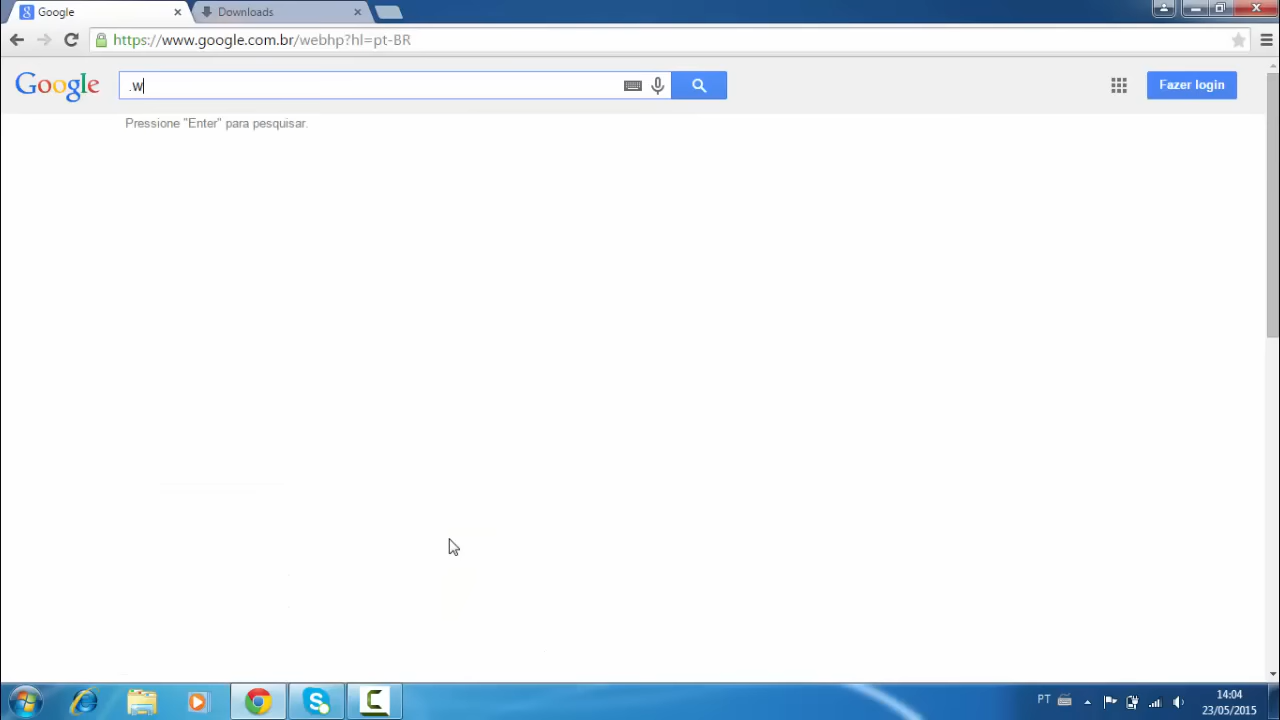 Google
Downloads
https://www.google.com.br/webhp?hl=pt-BR
Google
.w
Fazer login
Pressione "Enter" para pesquisar.
PT
14:04
23/05/2015